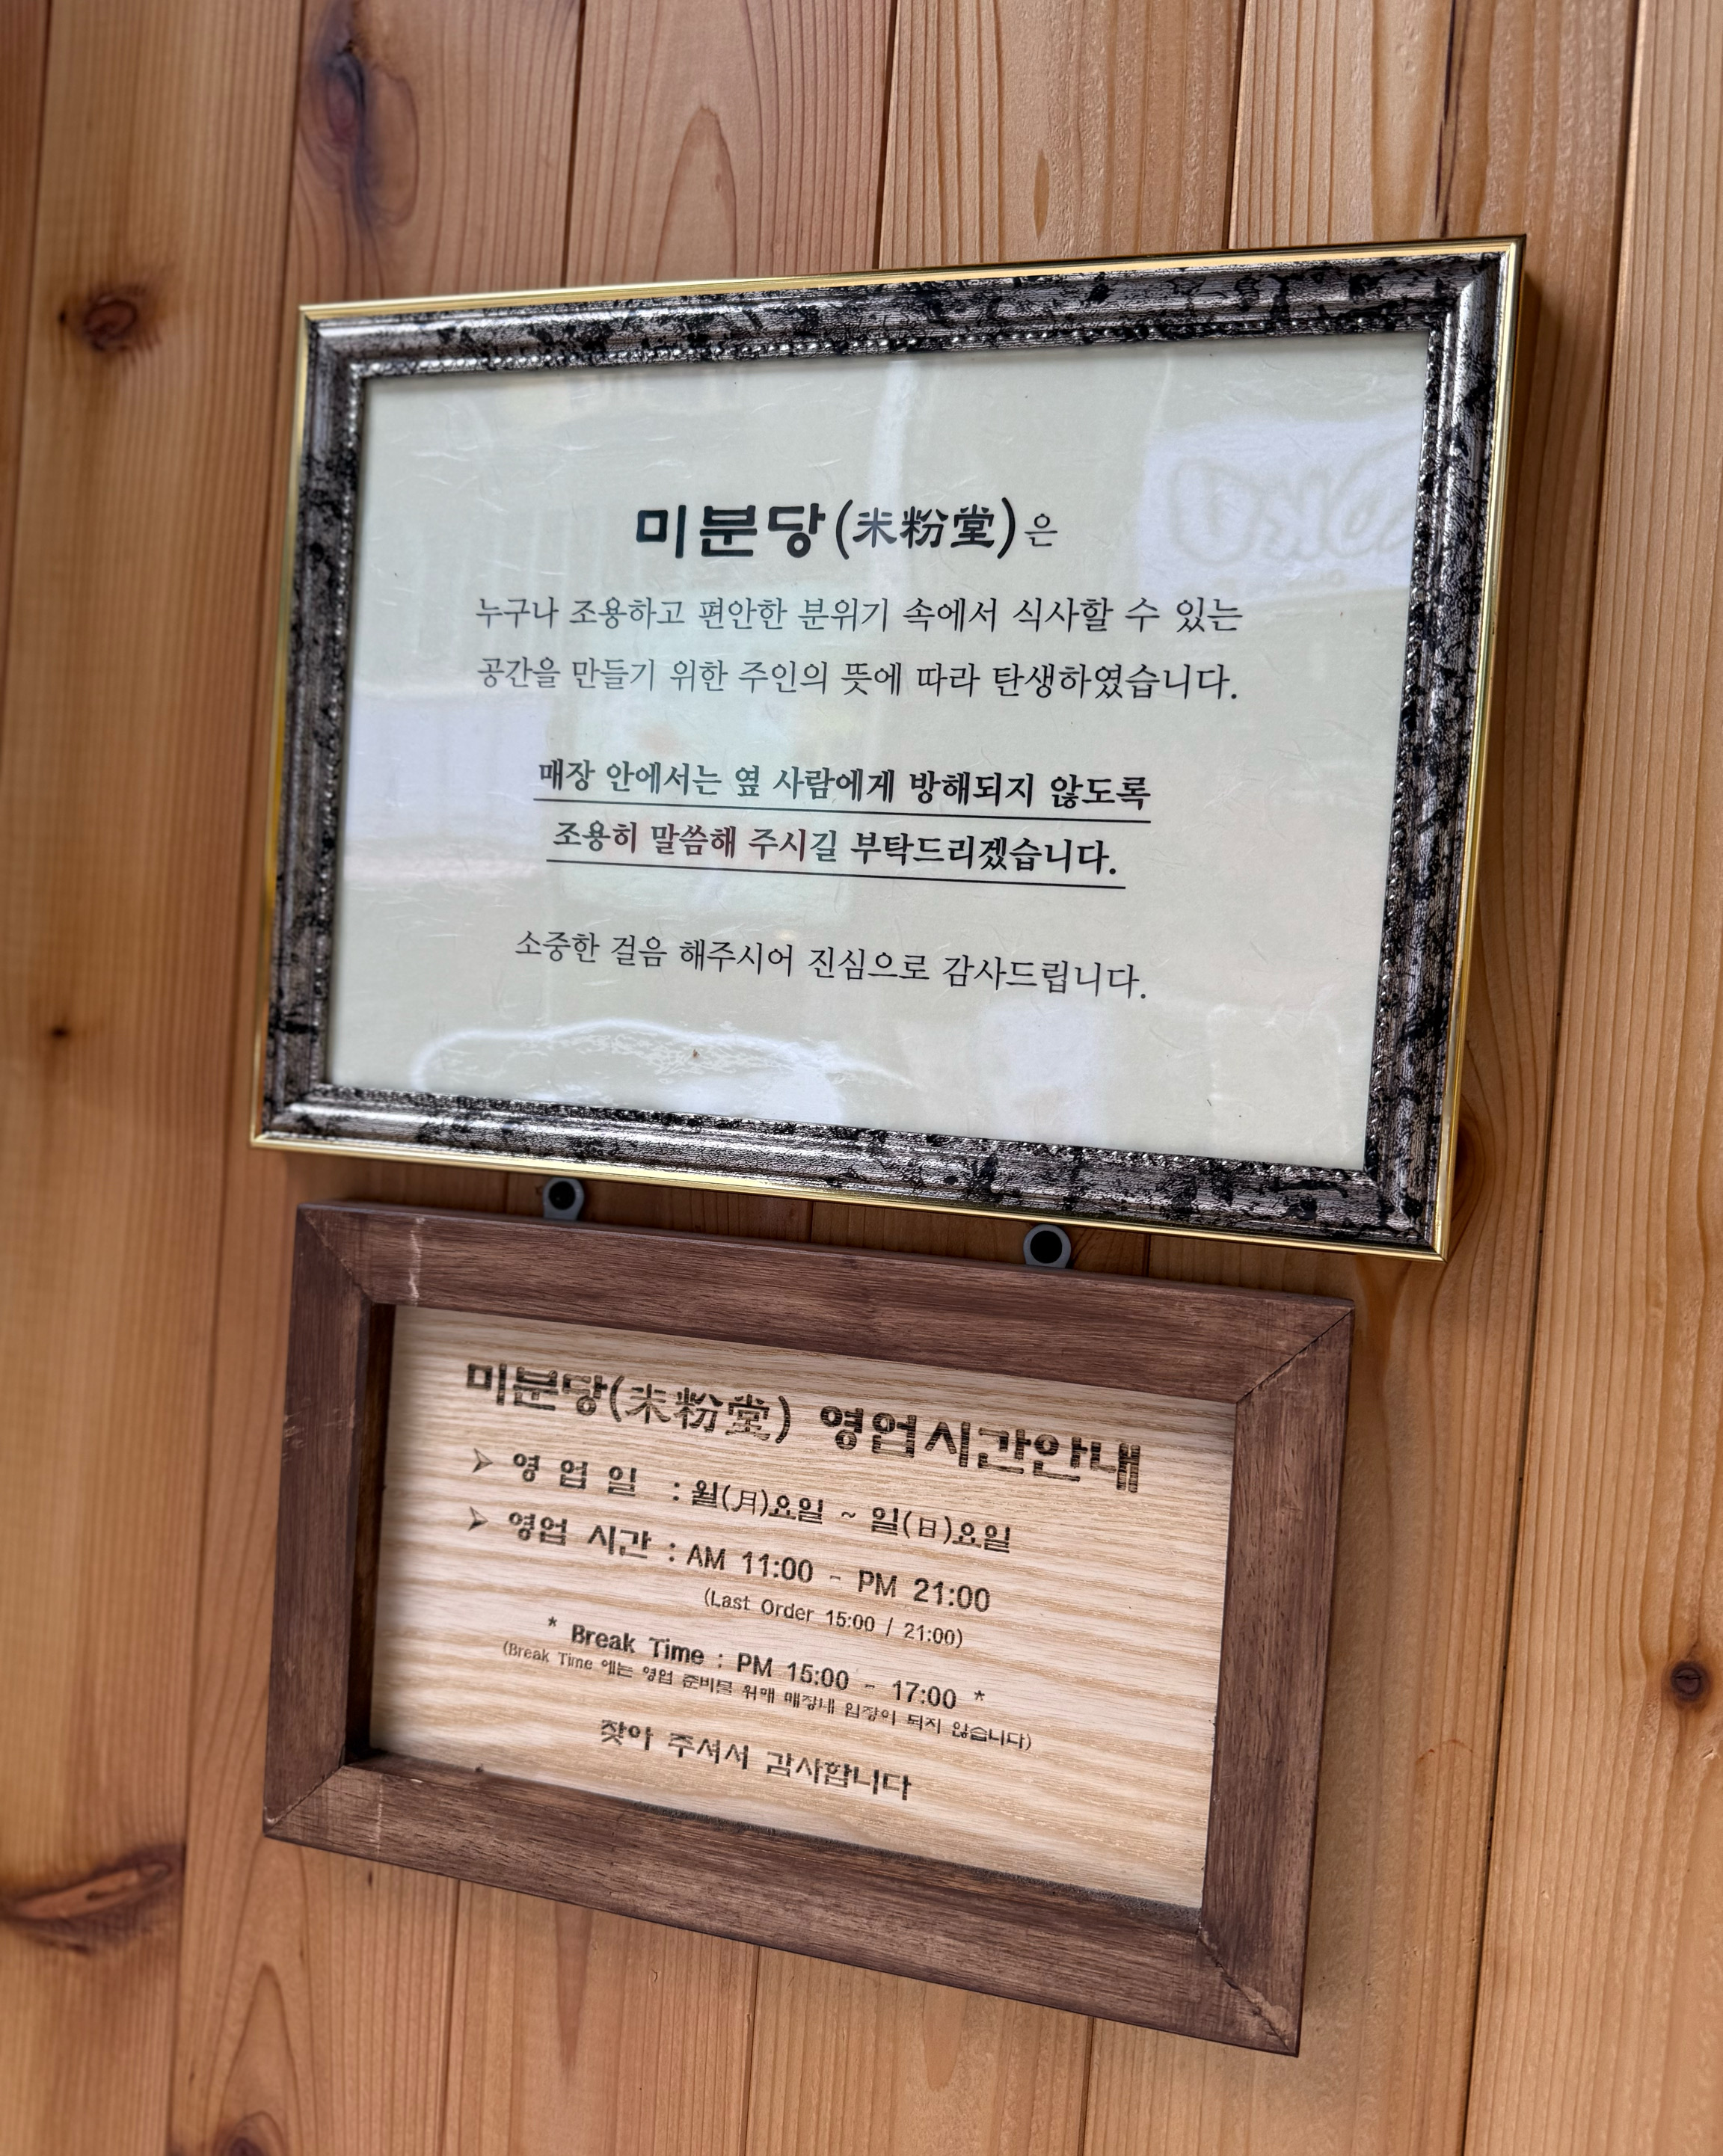 미분당(米粉堂)은
누구나 조용하고 편안한 분위기 속에서 식사할 수 있는
공간을 만들기 위한 주인의 뜻에 따라 탄생하였습니다.
매장 안에서는 옆 사람에게 방해되지 않도록
조용히 말씀해 주시길 부탁드리겠습니다.
소중한 걸음 해주시어 진심으로 감사드립니다.
미분당(米粉堂) 영업시간안내
➢ 영 업 일 : 월(月)요일 ~ 일(日)요일
➢ 영업 시간 : AM 11:00 - PM 21:00
(Last Order 15:00 / 21:00)
* Break Time : PM 15:00 - 17:00 *
(Break Time 에는 영업 준비를 위해 매장내 입장이 되지 않습니다)
찾아 주셔서 감사합니다